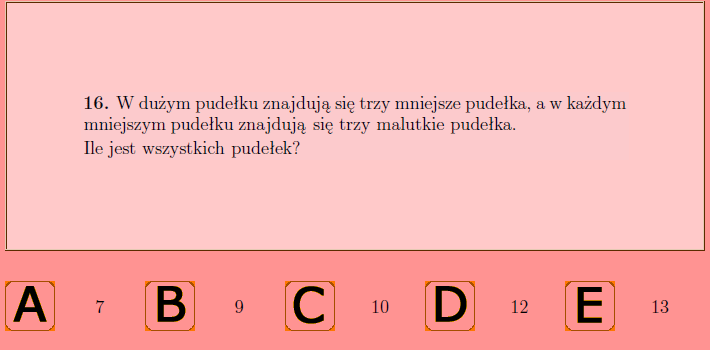 16. W dużym pudełku znajdują się trzy mniejsze pudełka, a w każdym
mniejszym pudełku znajdują się trzy malutkie pudełka.
Ile jest wszystkich pudełek?
A 7 B 9 C 10 D 12 E 13